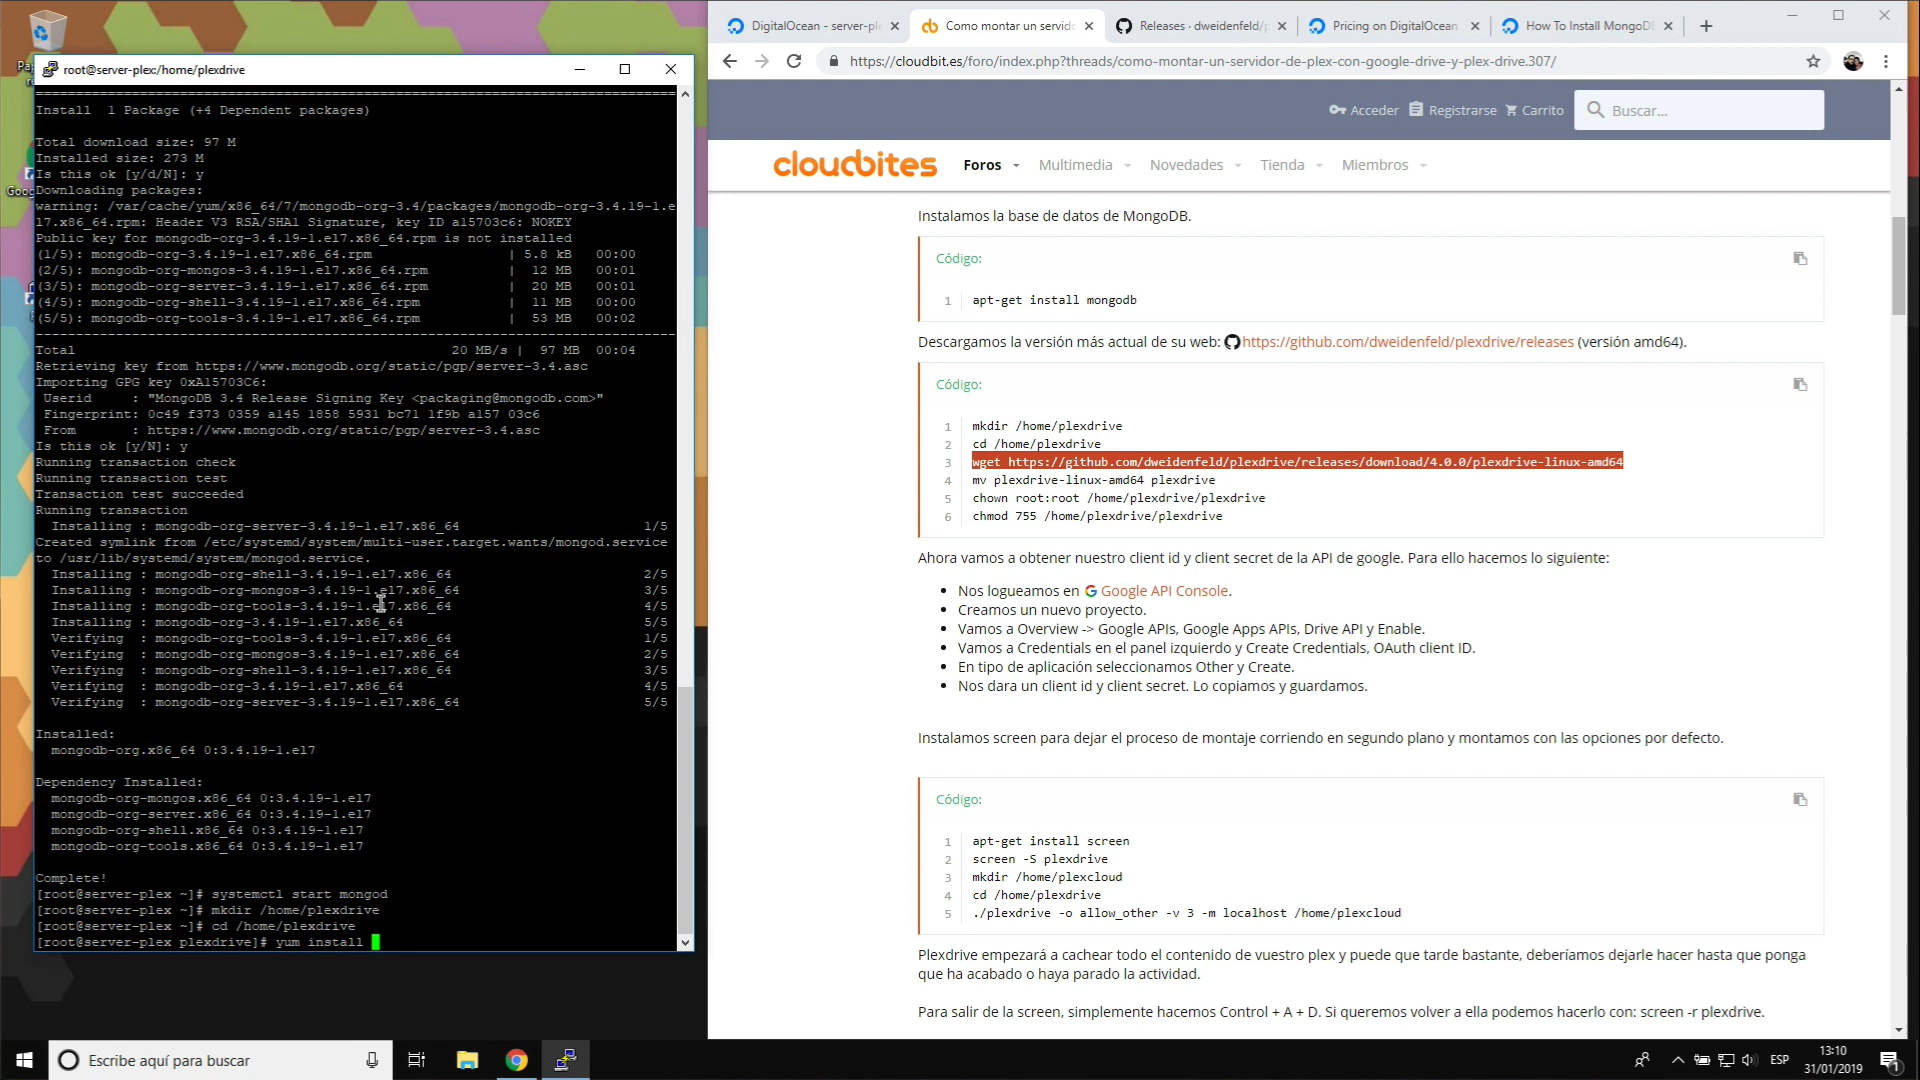 root@server-plex:/home/plexdrive
Install  1 Package (+4 Dependent packages)
Total download size: 97 M
Installed size: 273 M
Is this ok [y/d/N]: y
Downloading packages:
warning: /var/cache/yum/x86_64/7/mongodb-org-3.4/packages/mongodb-org-3.4.19-1.e
l7.x86_64.rpm: Header V3 RSA/SHA1 Signature, key ID a15703c6: NOKEY
Public key for mongodb-org-3.4.19-1.el7.x86_64.rpm is not installed
(1/5): mongodb-org-3.4.19-1.el7.x86_64.rpm | 5.8 kB 00:00
(2/5): mongodb-org-mongos-3.4.19-1.el7.x86_64.rpm | 12 MB 00:01
(3/5): mongodb-org-server-3.4.19-1.el7.x86_64.rpm | 20 MB 00:01
(4/5): mongodb-org-shell-3.4.19-1.el7.x86_64.rpm | 11 MB 00:00
(5/5): mongodb-org-tools-3.4.19-1.el7.x86_64.rpm | 53 MB 00:02
Total 20 MB/s | 97 MB 00:04
Retrieving key from https://www.mongodb.org/static/pgp/server-3.4.asc
Importing GPG key 0xA15703C6:
Userid : "MongoDB 3.4 Release Signing Key <packaging@mongodb.com>"
Fingerprint: 0c49 f373 0359 a145 1858 5931 bc71 1f9b a157 03c6
From : https://www.mongodb.org/static/pgp/server-3.4.asc
Is this ok [y/N]: y
Running transaction check
Running transaction test
Transaction test succeeded
Running transaction
Installing : mongodb-org-server-3.4.19-1.el7.x86_64 1/5
Created symlink from /etc/systemd/system/multi-user.target.wants/mongod.service
to /usr/lib/systemd/system/mongod.service.
Installing : mongodb-org-shell-3.4.19-1.el7.x86_64 2/5
Installing : mongodb-org-mongos-3.4.19-1.el7.x86_64 3/5
Installing : mongodb-org-tools-3.4.19-1.el7.x86_64 4/5
Installing : mongodb-org-3.4.19-1.el7.x86_64 5/5
Verifying : mongodb-org-tools-3.4.19-1.el7.x86_64 1/5
Verifying : mongodb-org-mongos-3.4.19-1.el7.x86_64 2/5
Verifying : mongodb-org-shell-3.4.19-1.el7.x86_64 3/5
Verifying : mongodb-org-3.4.19-1.el7.x86_64 4/5
Verifying : mongodb-org-server-3.4.19-1.el7.x86_64 5/5
Installed:
mongodb-org.x86_64 0:3.4.19-1.el7
Dependency Installed:
mongodb-org-mongos.x86_64 0:3.4.19-1.el7
mongodb-org-server.x86_64 0:3.4.19-1.el7
mongodb-org-shell.x86_64 0:3.4.19-1.el7
mongodb-org-tools.x86_64 0:3.4.19-1.el7
Complete!
[root@server-plex ~]# systemctl start mongod
[root@server-plex ~]# mkdir /home/plexdrive
[root@server-plex ~]# cd /home/plexdrive
[root@server-plex plexdrive]# yum install
DigitalOcean - server-ple
Como montar un servido
Releases · dweidenfeld/p
Pricing on DigitalOcean
How To Install MongoDB
https://cloudbit.es/foro/index.php?threads/como-montar-un-servidor-de-plex-con-google-drive-y-plex-drive.307/
Acceder Registrarse Carrito Buscar...
cloudbites Foros Multimedia Novedades Tienda Miembros
Instalamos la base de datos de MongoDB.
Código:
1 apt-get install mongodb
Descargamos la versión más actual de su web: https://github.com/dweidenfeld/plexdrive/releases (versión amd64).
Código:
1 mkdir /home/plexdrive
2 cd /home/plexdrive
3 wget https://github.com/dweidenfeld/plexdrive/releases/download/4.0.0/plexdrive-linux-amd64
4 mv plexdrive-linux-amd64 plexdrive
5 chown root:root /home/plexdrive/plexdrive
6 chmod 755 /home/plexdrive/plexdrive
Ahora vamos a obtener nuestro client id y client secret de la API de google. Para ello hacemos lo siguiente:
• Nos logueamos en Google API Console.
• Creamos un nuevo proyecto.
• Vamos a Overview -> Google APIs, Google Apps APIs, Drive API y Enable.
• Vamos a Credentials en el panel izquierdo y Create Credentials, OAuth client ID.
• En tipo de aplicación seleccionamos Other y Create.
• Nos dara un client id y client secret. Lo copiamos y guardamos.
Instalamos screen para dejar el proceso de montaje corriendo en segundo plano y montamos con las opciones por defecto.
Código:
1 apt-get install screen
2 screen -S plexdrive
3 mkdir /home/plexcloud
4 cd /home/plexdrive
5 ./plexdrive -o allow_other -v 3 -m localhost /home/plexcloud
Plexdrive empezará a cachear todo el contenido de vuestro plex y puede que tarde bastante, deberíamos dejarle hacer hasta que ponga
que ha acabado o haya parado la actividad.
Para salir de la screen, simplemente hacemos Control + A + D. Si queremos volver a ella podemos hacerlo con: screen -r plexdrive.
Escribe aquí para buscar
ESP
13:10
31/01/2019
1